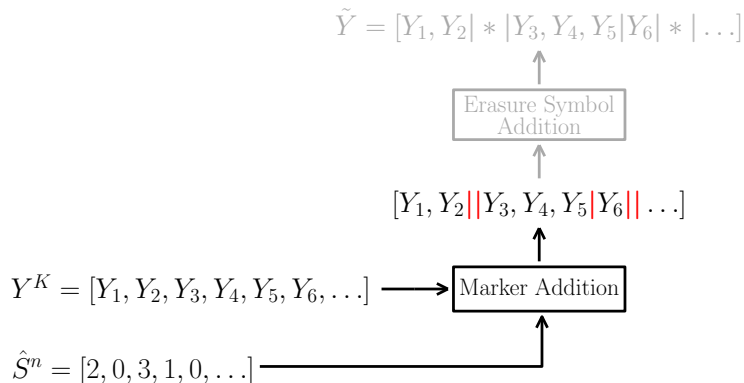 Ỹ = [Y₁, Y₂| * |Y₃, Y₄, Y₅|Y₆| * | …]
Erasure Symbol
Addition
[Y₁, Y₂||Y₃, Y₄, Y₅|Y₆|| …]
Y^K = [Y₁, Y₂, Y₃, Y₄, Y₅, Y₆, …]
Marker Addition
Ŝⁿ = [2, 0, 3, 1, 0, …]